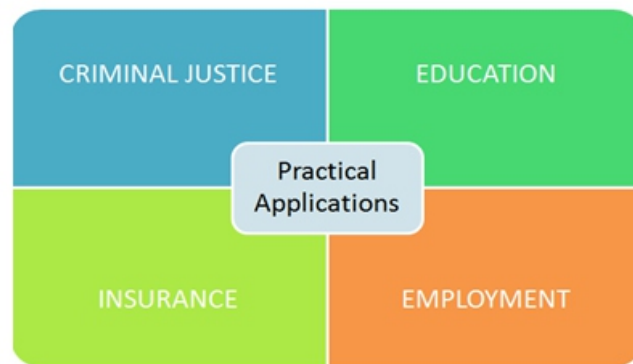 CRIMINAL JUSTICE
EDUCATION
Practical
Applications
INSURANCE
EMPLOYMENT